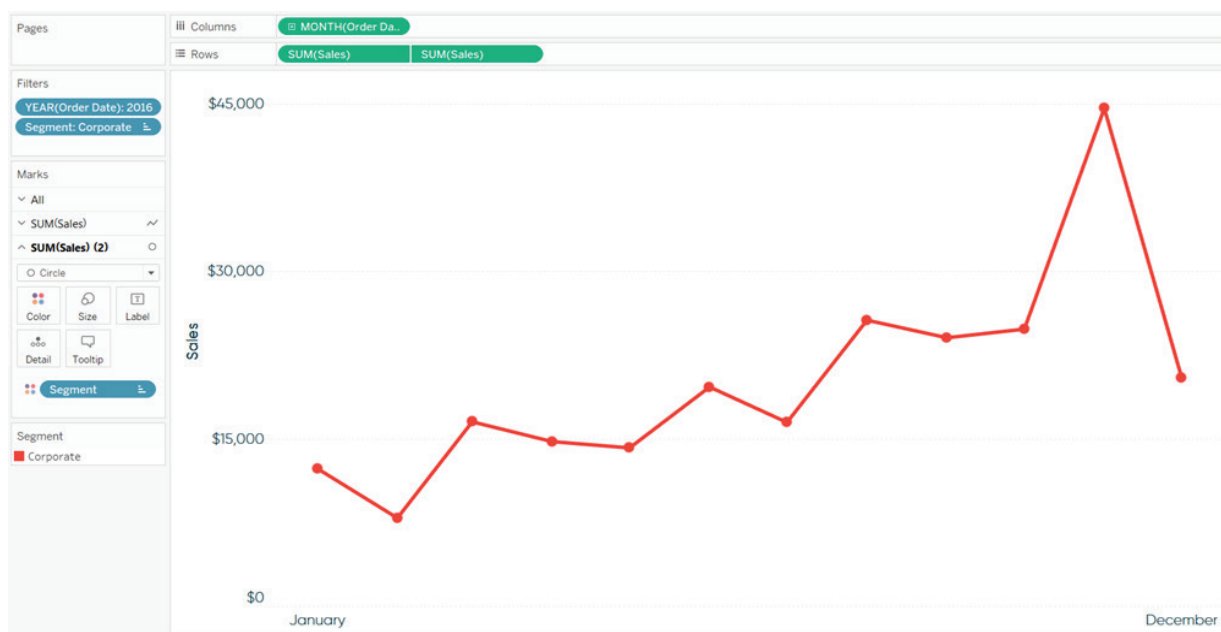 Pages
Columns
MONTH(Order Da..
Rows
SUM(Sales)
SUM(Sales)
Filters
YEAR(Order Date): 2016
Segment: Corporate
Marks
All
SUM(Sales)
SUM(Sales) (2)
Circle
Color
Size
T
Label
Detail
Tooltip
Segment
Segment
Corporate
$45,000
$30,000
Sales
$15,000
$0
January
December